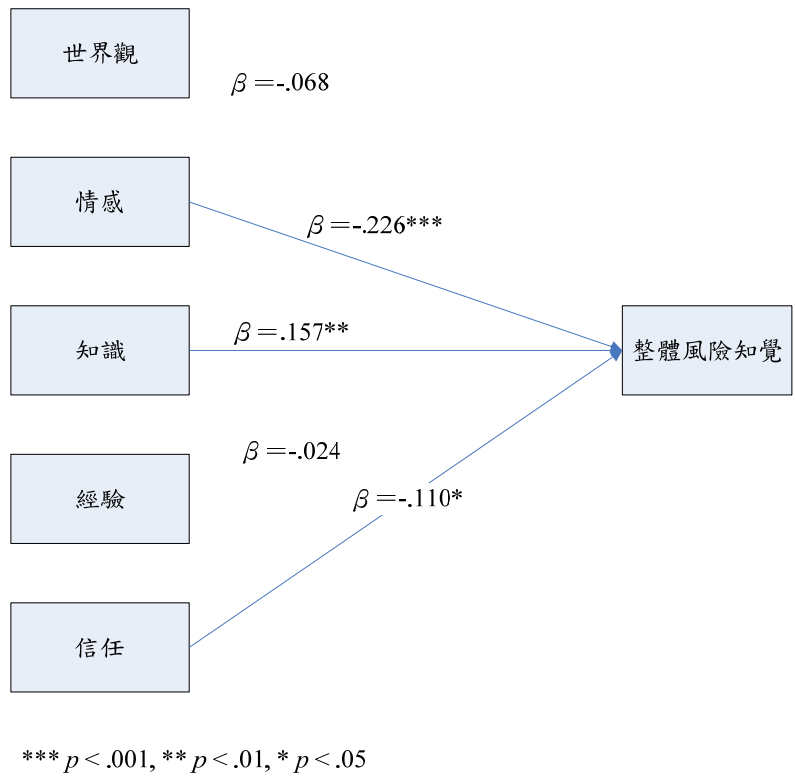 世界觀
β＝-.068
情感
β＝-.226***
知識
β＝.157**
整體風險知覺
β＝-.024
經驗
β＝-.110*
信任
*** p < .001, ** p < .01, * p < .05